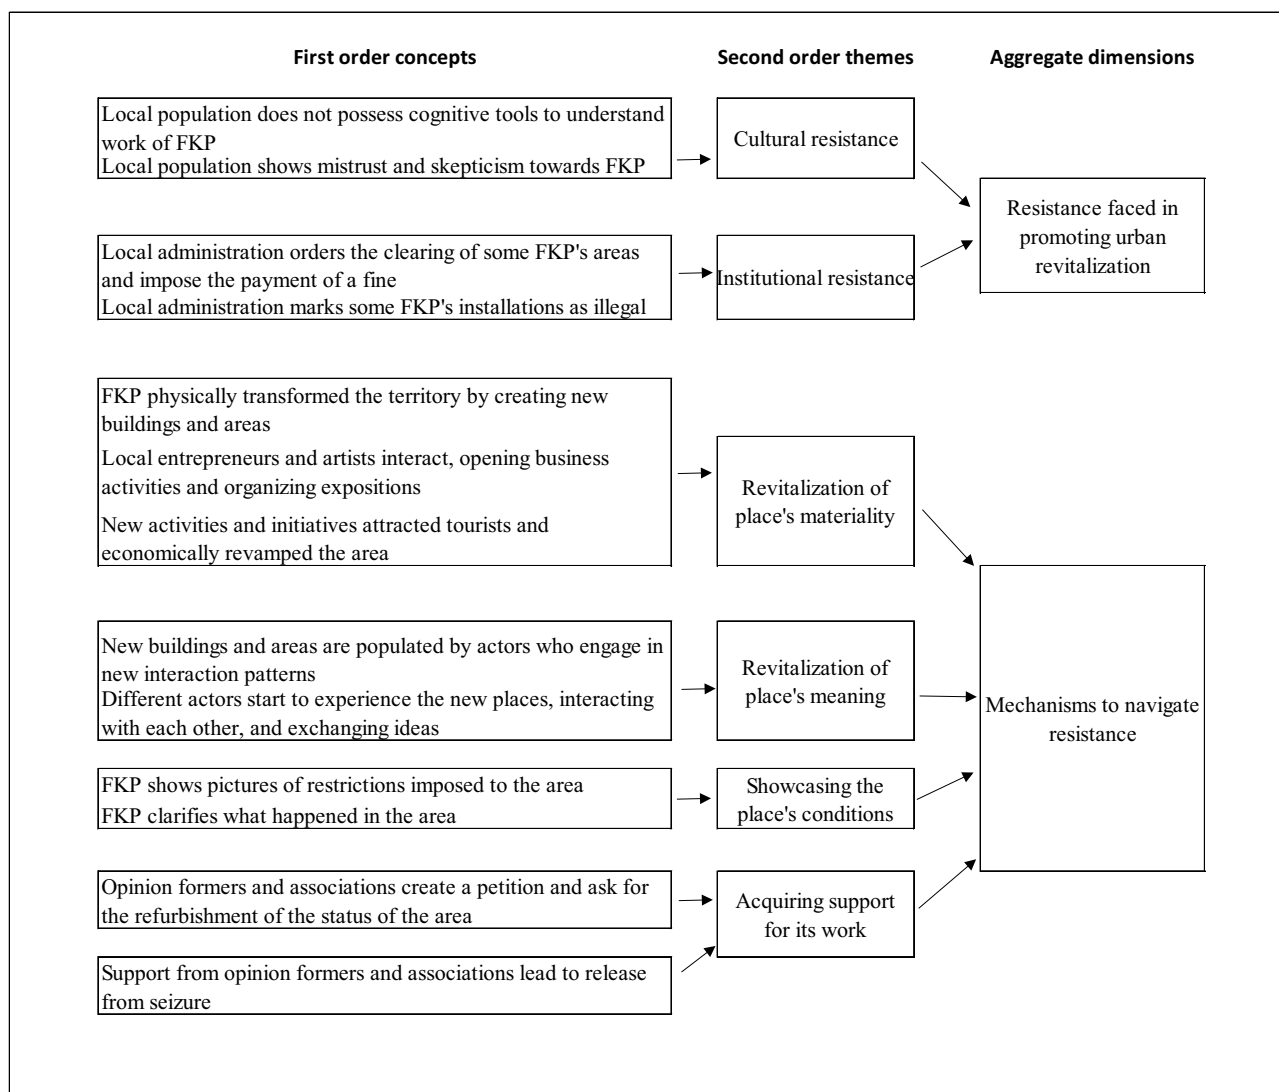 First order concepts
Second order themes
Aggregate dimensions
Local population does not possess cognitive tools to understand
work of FKP
Local population shows mistrust and skepticism towards FKP
Cultural resistance
Local administration orders the clearing of some FKP's areas
and impose the payment of a fine
Local administration marks some FKP's installations as illegal
Institutional resistance
Resistance faced in
promoting urban
revitalization
FKP physically transformed the territory by creating new
buildings and areas
Local entrepreneurs and artists interact, opening business
activities and organizing expositions
New activities and initiatives attracted tourists and
economically revamped the area
Revitalization of
place's materiality
New buildings and areas are populated by actors who engage in
new interaction patterns
Different actors start to experience the new places, interacting
with each other, and exchanging ideas
Revitalization of
place's meaning
FKP shows pictures of restrictions imposed to the area
FKP clarifies what happened in the area
Showcasing the
place's conditions
Opinion formers and associations create a petition and ask for
the refurbishment of the status of the area
Support from opinion formers and associations lead to release
from seizure
Acquiring support
for its work
Mechanisms to navigate
resistance